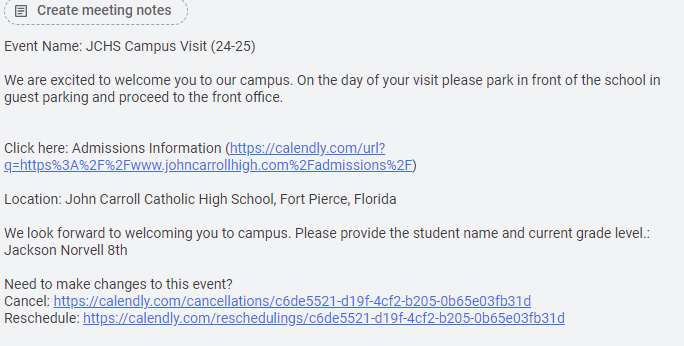 Create meeting notes
Event Name: JCHS Campus Visit (24-25)
We are excited to welcome you to our campus. On the day of your visit please park in front of the school in
guest parking and proceed to the front office.
Click here: Admissions Information (https://calendly.com/url?
q=https%3A%2F%2Fwww.johncarrollhigh.com%2Fadmissions%2F)
Location: John Carroll Catholic High School, Fort Pierce, Florida
We look forward to welcoming you to campus. Please provide the student name and current grade level.:
Jackson Norvell 8th
Need to make changes to this event?
Cancel: https://calendly.com/cancellations/c6de5521-d19f-4cf2-b205-0b65e03fb31d
Reschedule: https://calendly.com/reschedulings/c6de5521-d19f-4cf2-b205-0b65e03fb31d